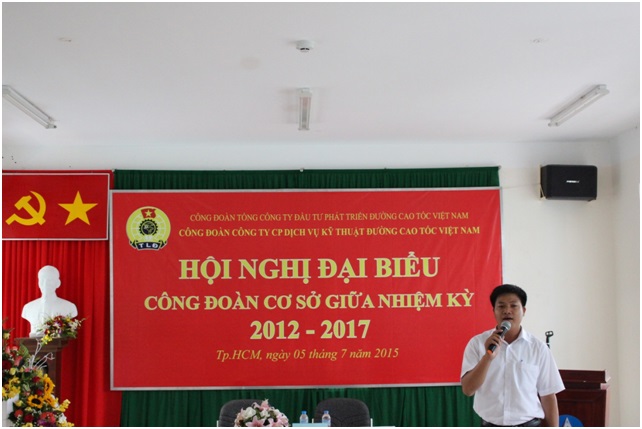 CÔNG ĐOÀN TỔNG CÔNG TY ĐẦU TƯ PHÁT TRIỂN ĐƯỜNG CAO TỐC VIỆT NAM
CÔNG ĐOÀN CÔNG TY CP DỊCH VỤ KỸ THUẬT ĐƯỜNG CAO TỐC VIỆT NAM
TLĐ
HỘI NGHỊ ĐẠI BIỂU
CÔNG ĐOÀN CƠ SỞ GIỮA NHIỆM KỲ
2012 - 2017
Tp.HCM, ngày 05 tháng 7 năm 2015